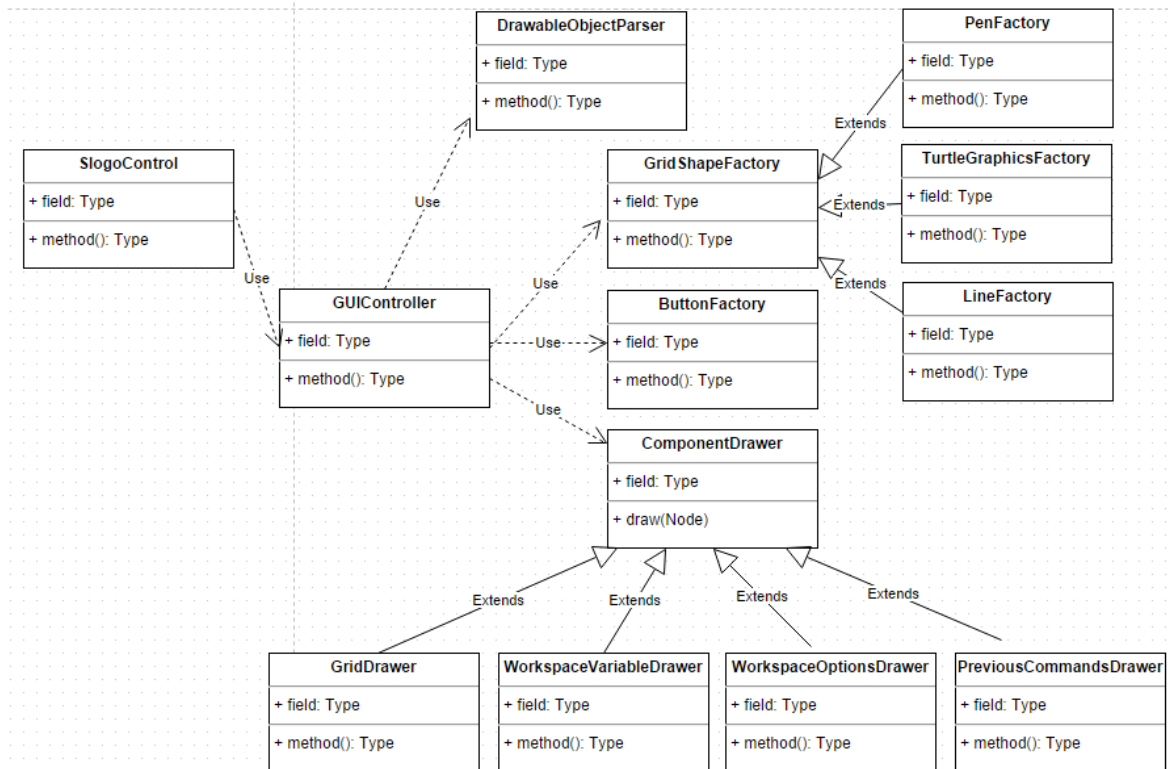 DrawableObjectParser
+ field: Type
+ method(): Type
PenFactory
+ field: Type
+ method(): Type
Extends
SlogoControl
+ field: Type
+ method(): Type
Use
GridShapeFactory
+ field: Type
+ method(): Type
TurtleGraphicsFactory
+ field: Type
+ method(): Type
Extends
Use
Use
Extends
GUIController
+ field: Type
+ method(): Type
ButtonFactory
+ field: Type
+ method(): Type
LineFactory
+ field: Type
+ method(): Type
Use
Use
ComponentDrawer
+ field: Type
+ draw(Node)
Extends
Extends
Extends
Extends
GridDrawer
+ field: Type
+ method(): Type
WorkspaceVariableDrawer
+ field: Type
+ method(): Type
WorkspaceOptionsDrawer
+ field: Type
+ method(): Type
PreviousCommandsDrawer
+ field: Type
+ method(): Type